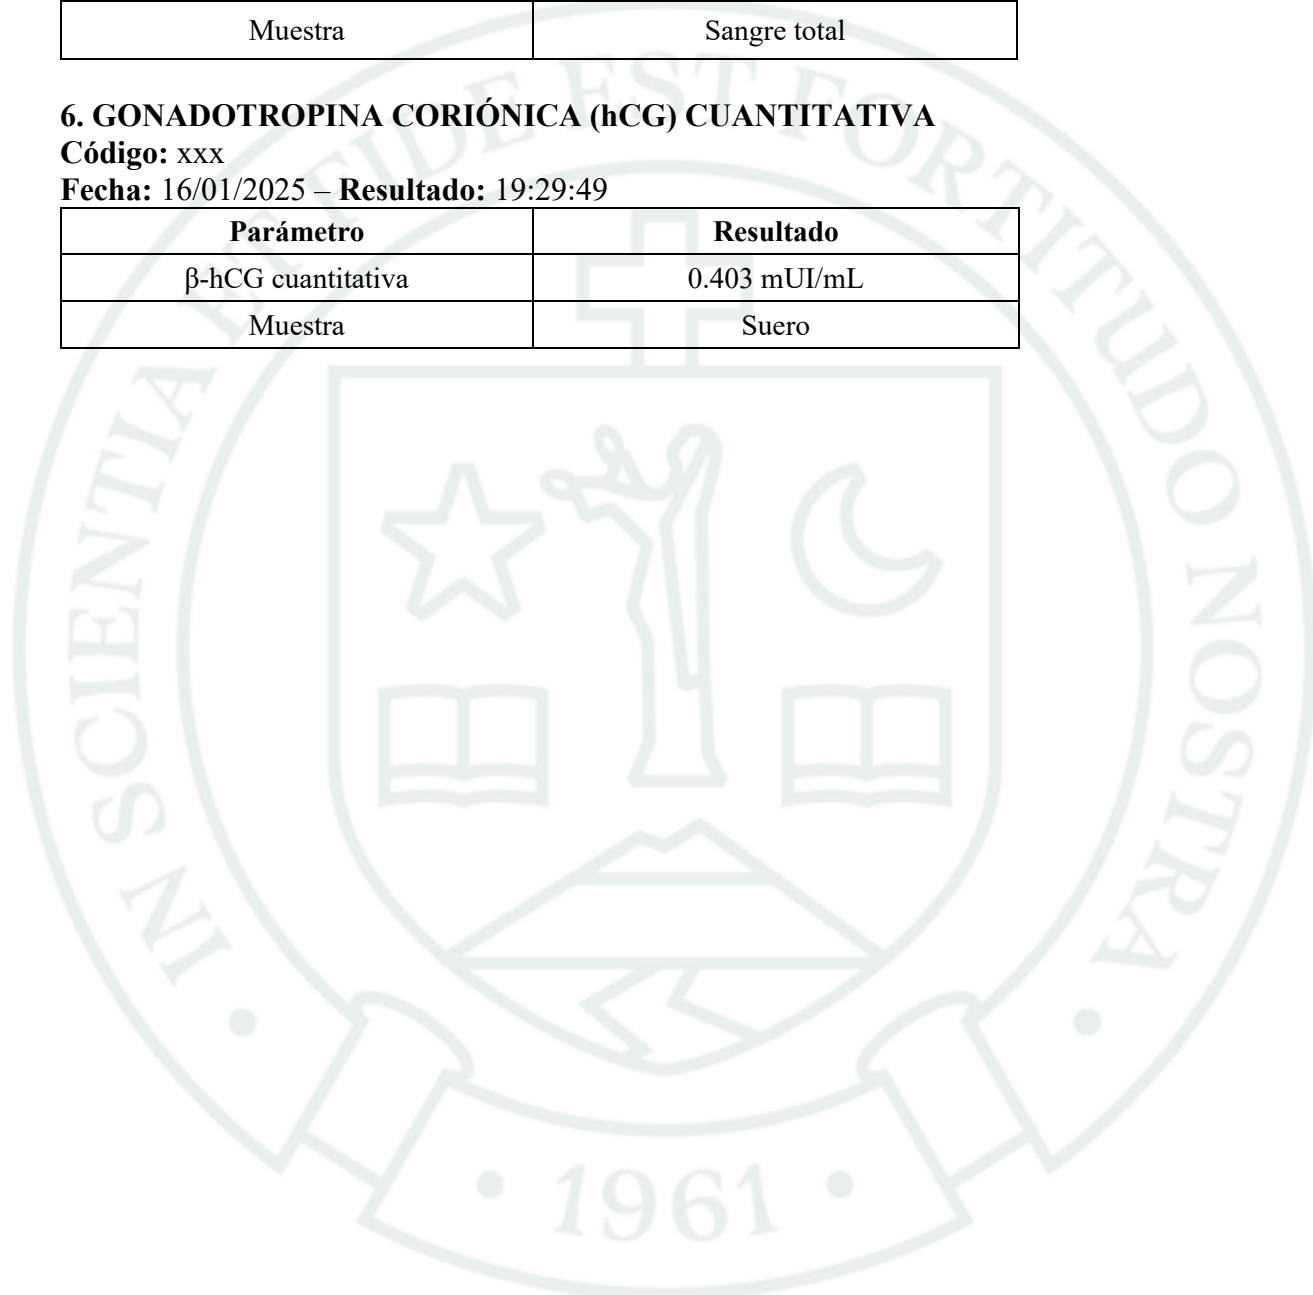 Muestra Sangre total
6. GONADOTROPINA CORIÓNICA (hCG) CUANTITATIVA
Código: xxx
Fecha: 16/01/2025 – Resultado: 19:29:49
Parámetro Resultado
β-hCG cuantitativa 0.403 mUI/mL
Muestra Suero
IN SCIENTIA ET FIDE EST FORTITUDO NOSTRA
• 1961 •